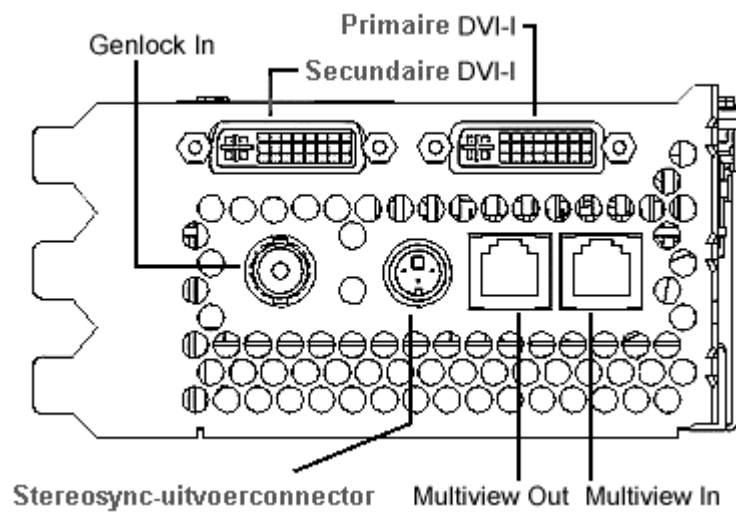 Primaire DVI-I
Genlock In
Secundaire DVI-I
Stereosync-uitvoerconnector
Multiview Out
Multiview In